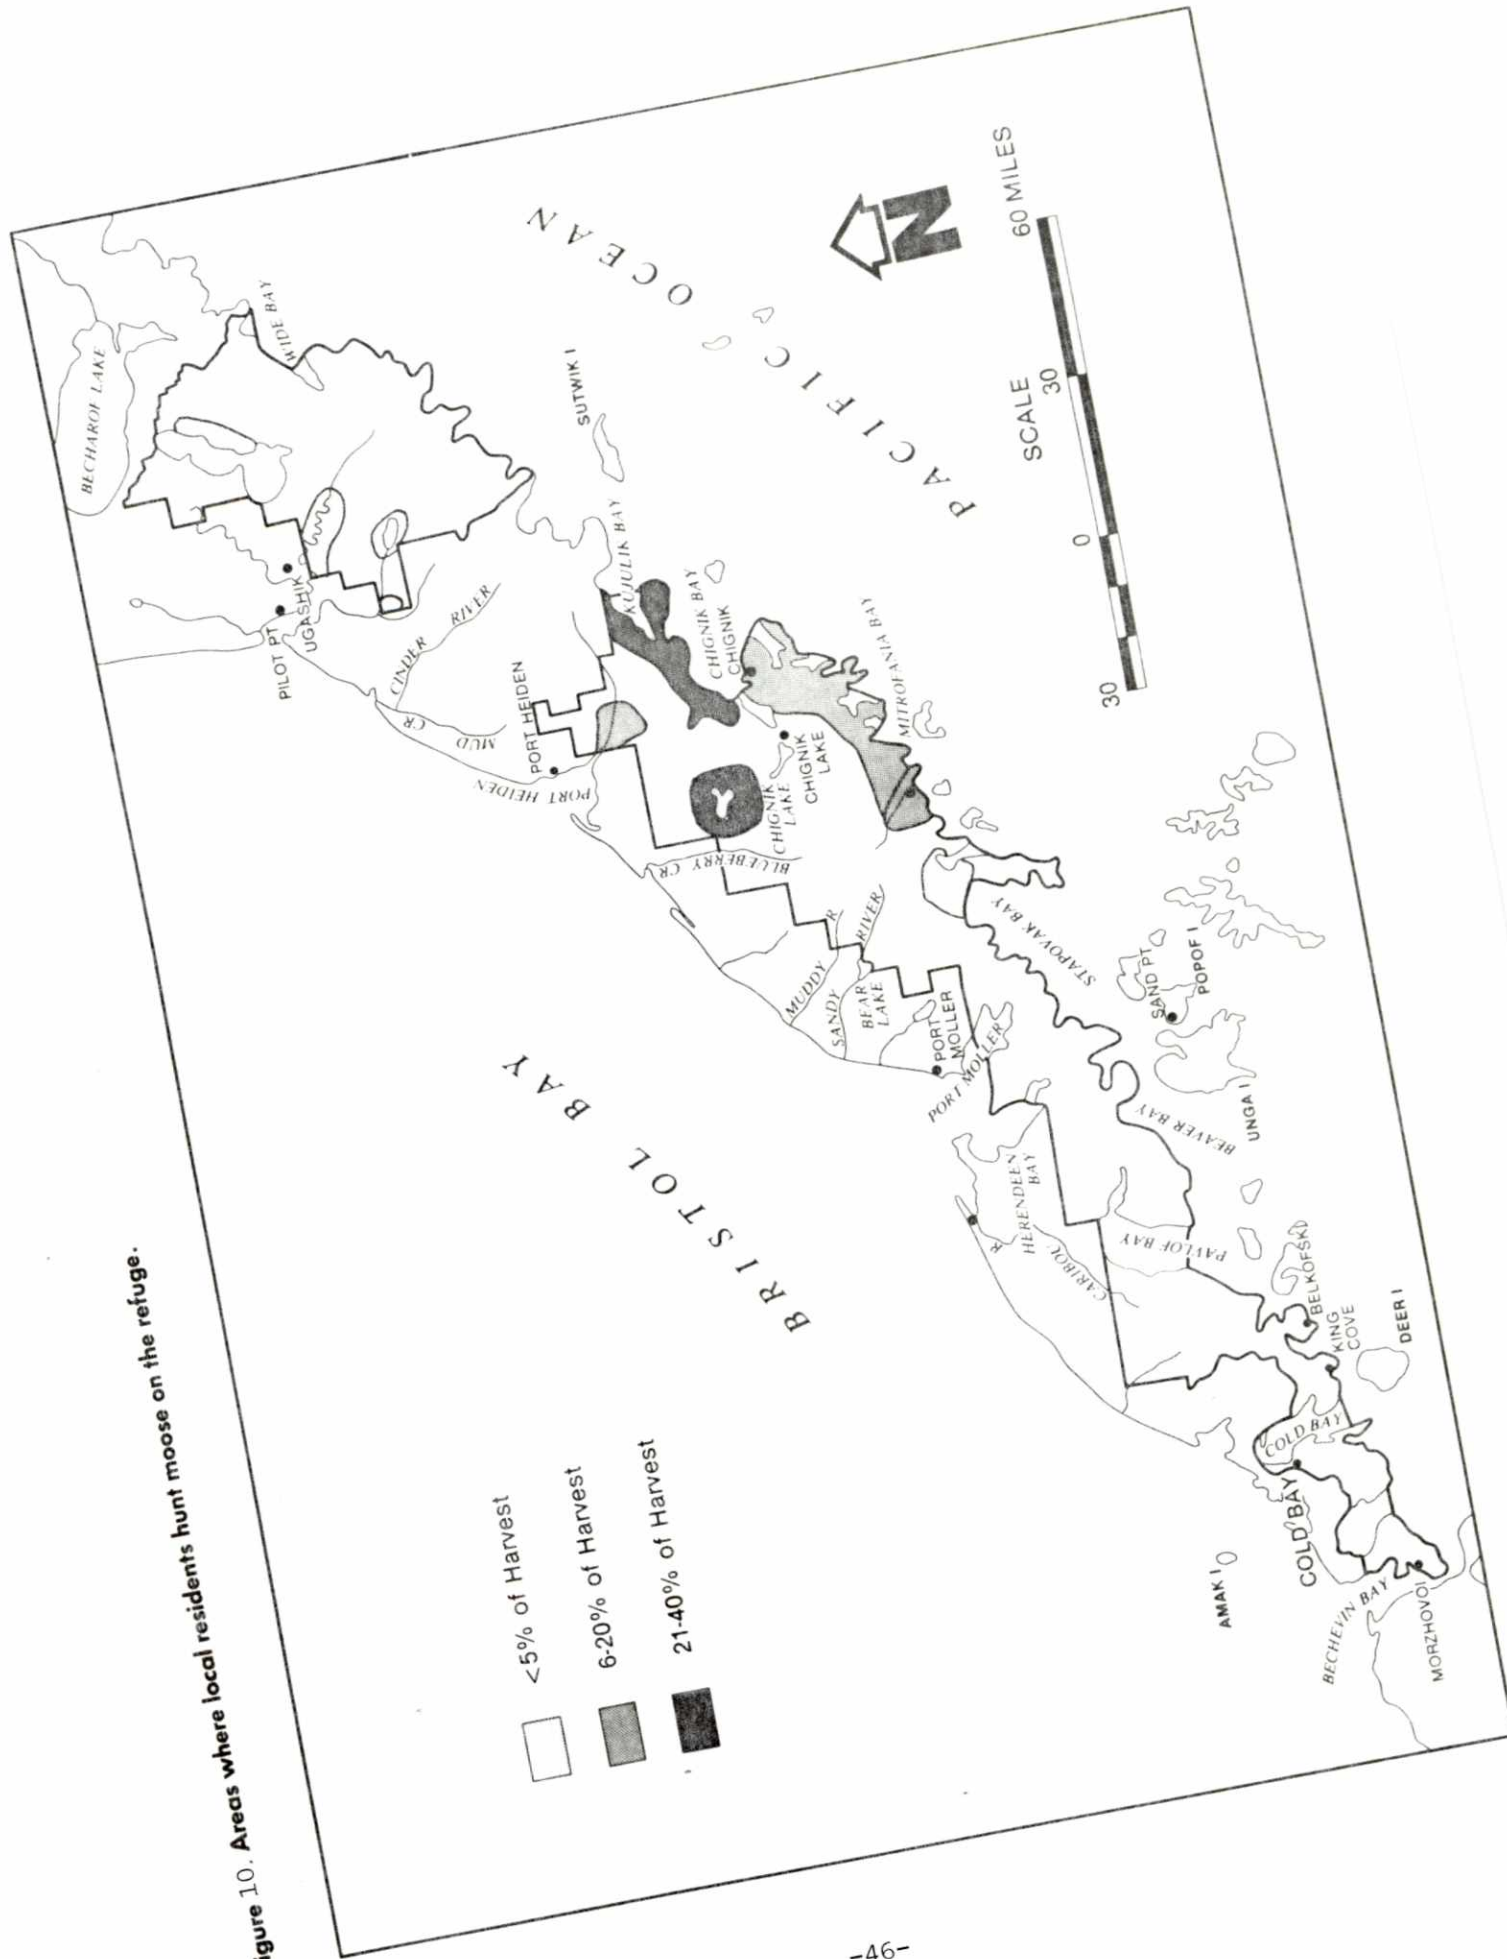 igure 10. Areas where local residents hunt moose on the refuge.
<5% of Harvest
6-20% of Harvest
21-40% of Harvest
BRISTOL BAY
PACIFIC OCEAN
N
SCALE
30 0 30 60 MILES
BECHAROF LAKE
WIDE BAY
PILOT PT
UGASHIK
CINDER RIVER
MUD CR
PORT HEIDEN
PORT HEIDEN
SUTWIK I
KUJULIK BAY
CHIGNIK BAY
CHIGNIK
CHIGNIK
LAKE
CHIGNIK
LAKE
MITROFANIA BAY
BLUEBERRY CR
MUDDY R
SANDY RIVER
BEAR
LAKE
PORT
MOLLER
PORT MOLLER
STAPOVAK BAY
SAND PT
POPOF I
UNGA I
BEAVER BAY
HERENDEEN
BAY
CARIBOU R
PAVLOF BAY
BELKOFSKI
KING
COVE
DEER I
COLD BAY
COLD BAY
AMAK I
BECHEVIN BAY
MORZHOVOI
-46-